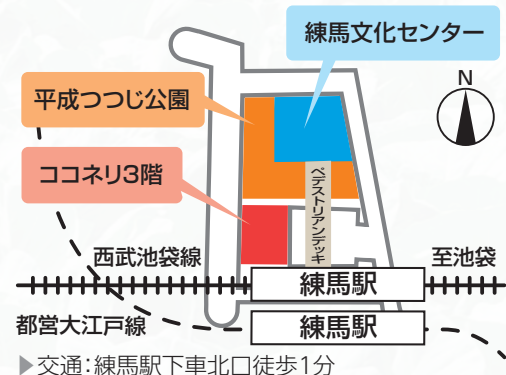 練馬文化センター
N
平成つつじ公園
ココネリ3階
ペデストリアンデッキ
西武池袋線
至池袋
練馬駅
都営大江戸線
練馬駅
▶交通:練馬駅下車北口徒歩1分